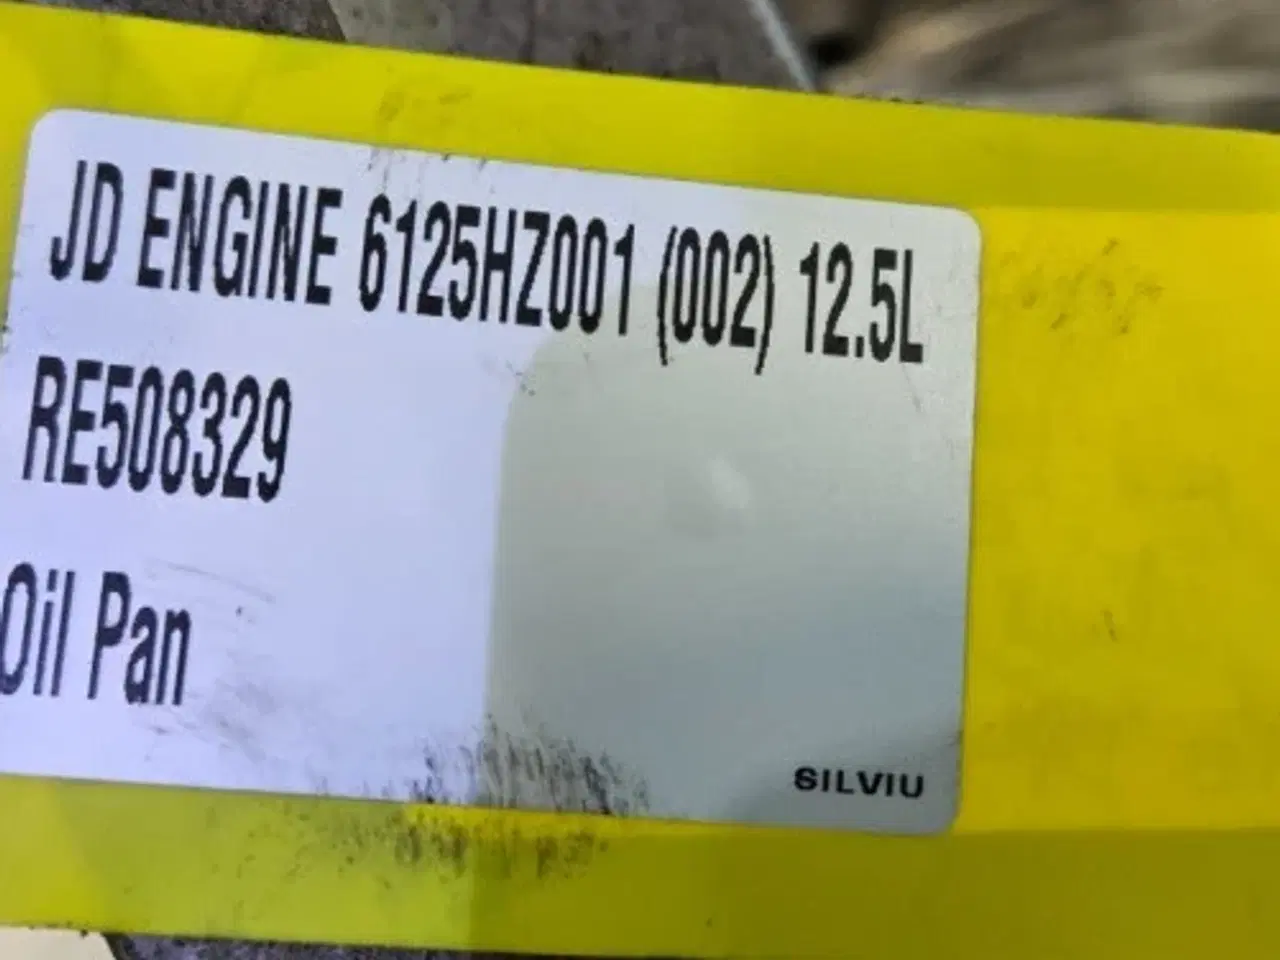 JD ENGINE 6125HZ001 (002) 12.5L
RE508329
Oil Pan
SILVIU